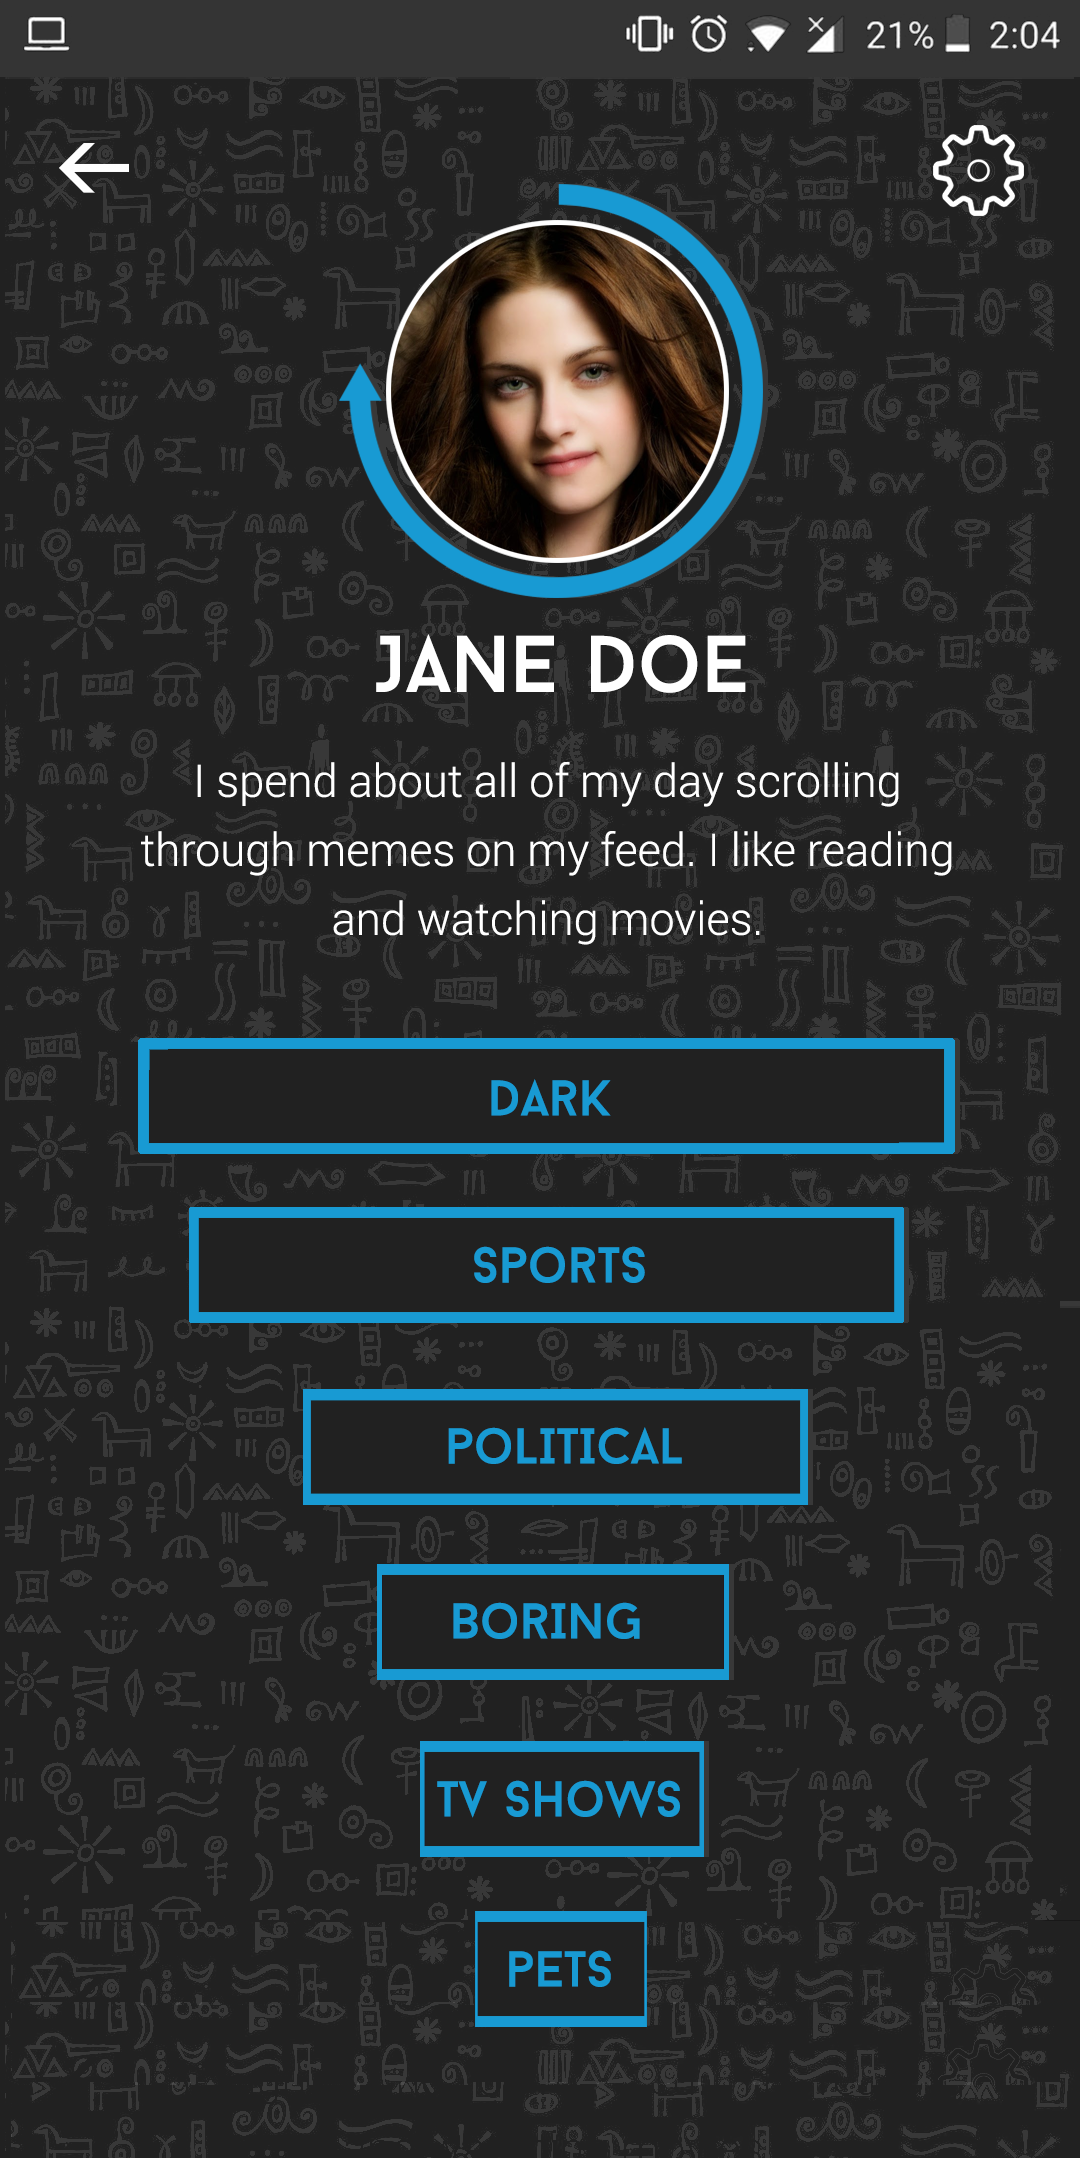 21% 2:04
JANE DOE
I spend about all of my day scrolling
through memes on my feed. I like reading
and watching movies.
DARK
SPORTS
POLITICAL
BORING
TV SHOWS
PETS